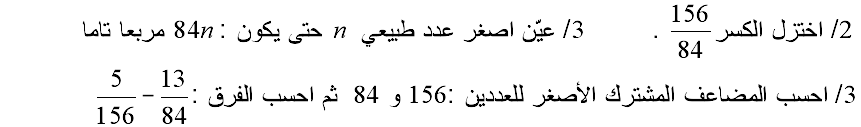 2/ اختزل الكسر 156/84 . 3/ عيّن اصغر عدد طبيعي n حتى يكون : 84n مربعا تاما
3/ احسب المضاعف المشترك الأصغر للعددين :156 و 84 ثم احسب الفرق : 13/84 − 5/156